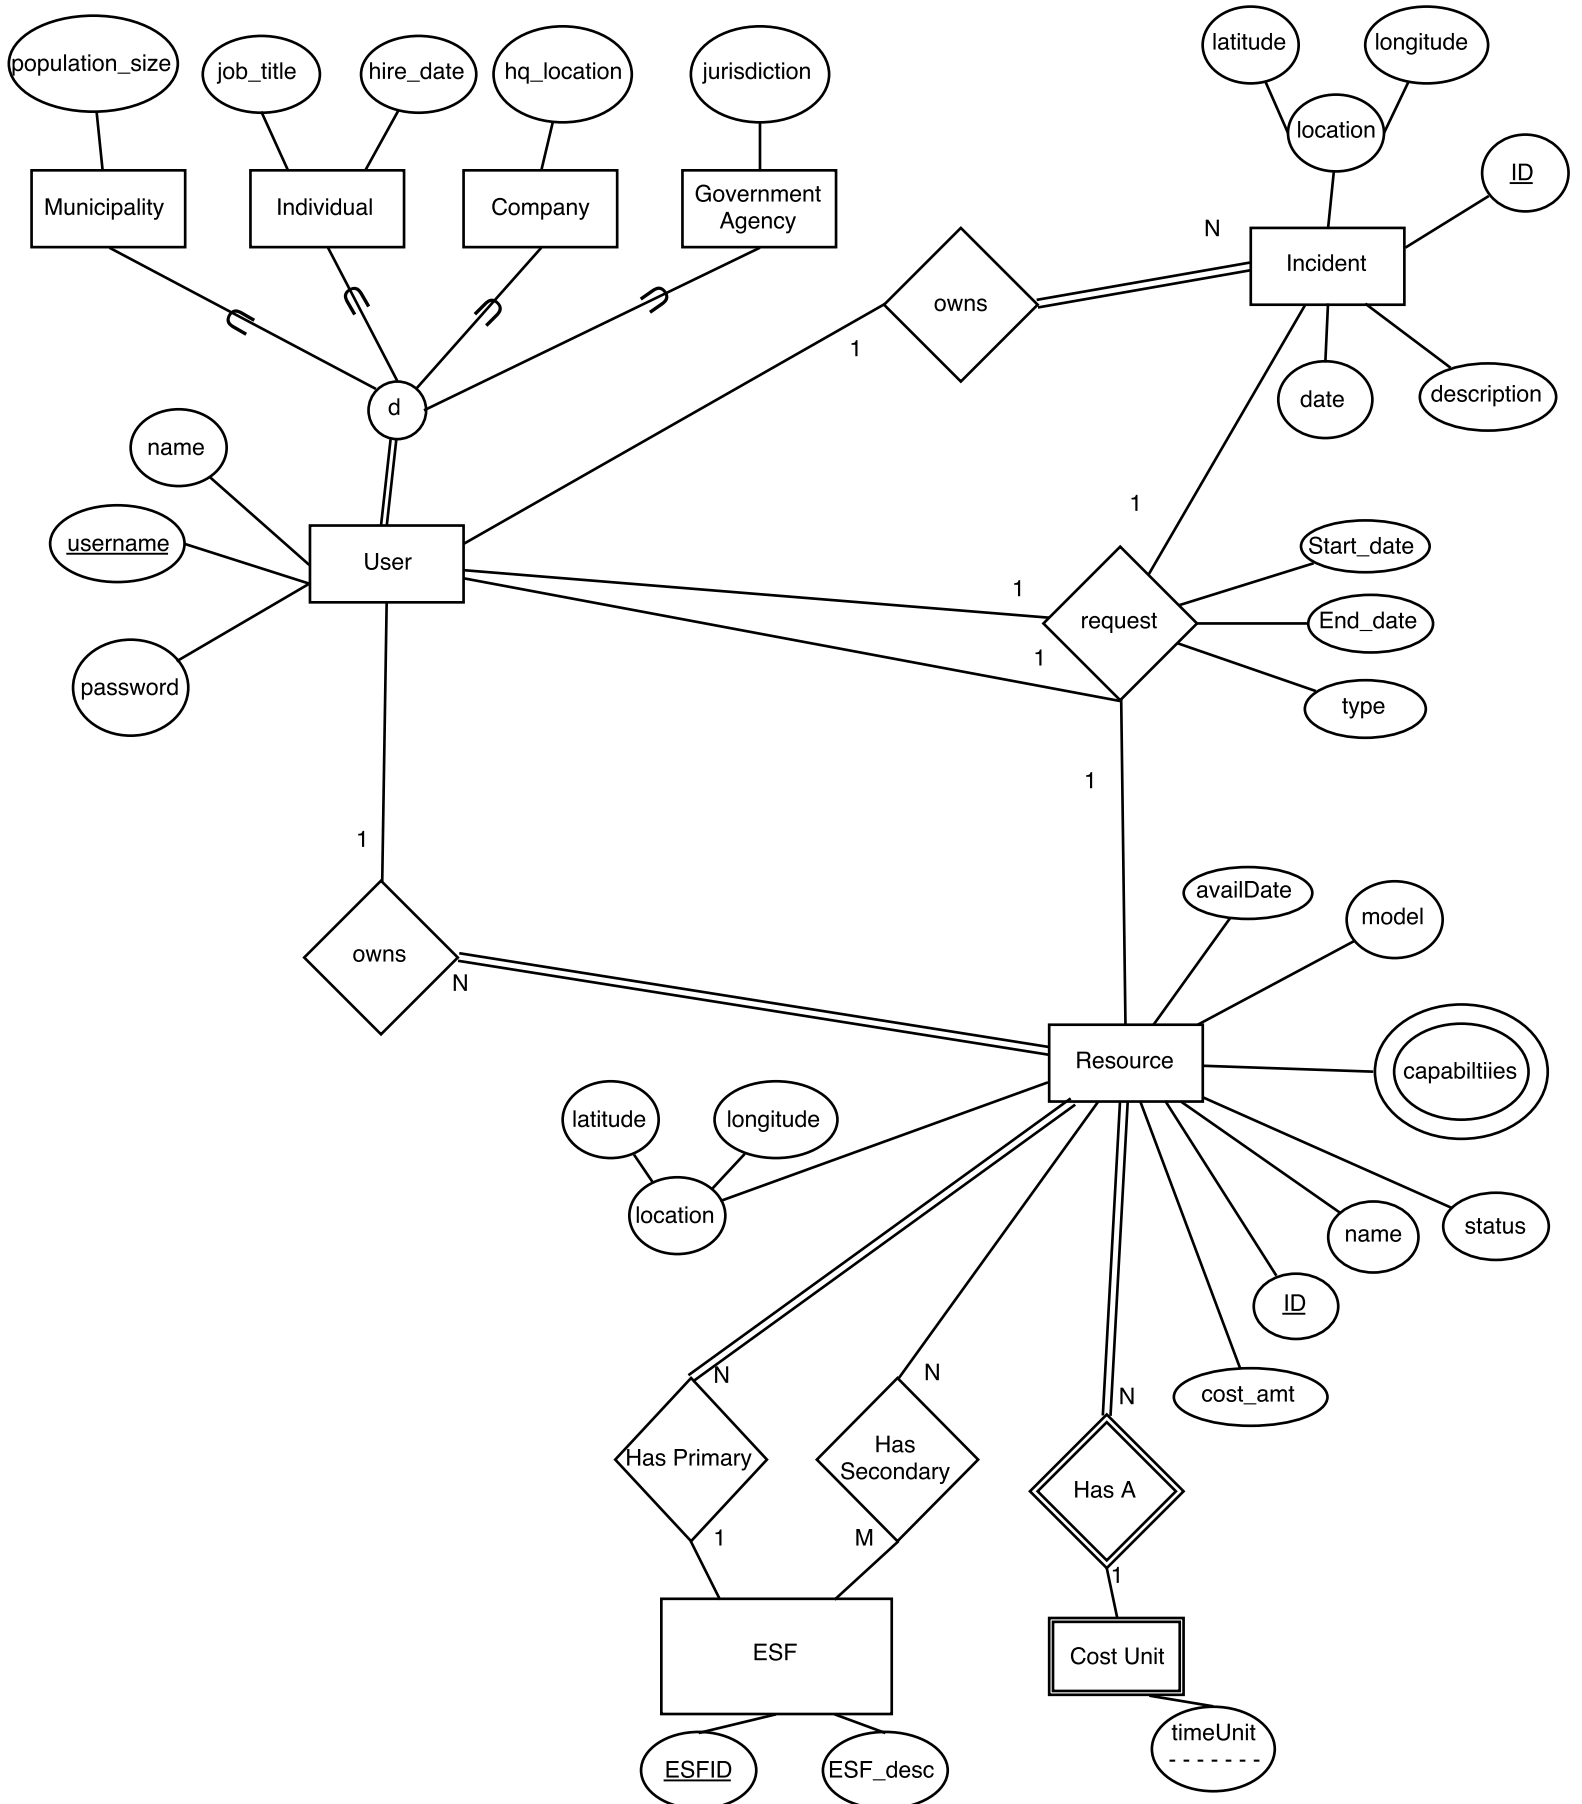 population_size
job_title
hire_date
hq_location
jurisdiction
latitude
longitude
location
ID
Municipality
Individual
Company
Government
Agency
N
Incident
owns
1
date
description
d
name
username
User
password
1
Start_date
1
request
End_date
1
type
1
1
availDate
model
owns
N
Resource
capabiltiies
latitude
longitude
location
name
status
ID
N
N
N
cost_amt
Has Primary
Has
Secondary
Has A
1
M
1
ESF
Cost Unit
timeUnit
- - - - - - -
ESFID
ESF_desc